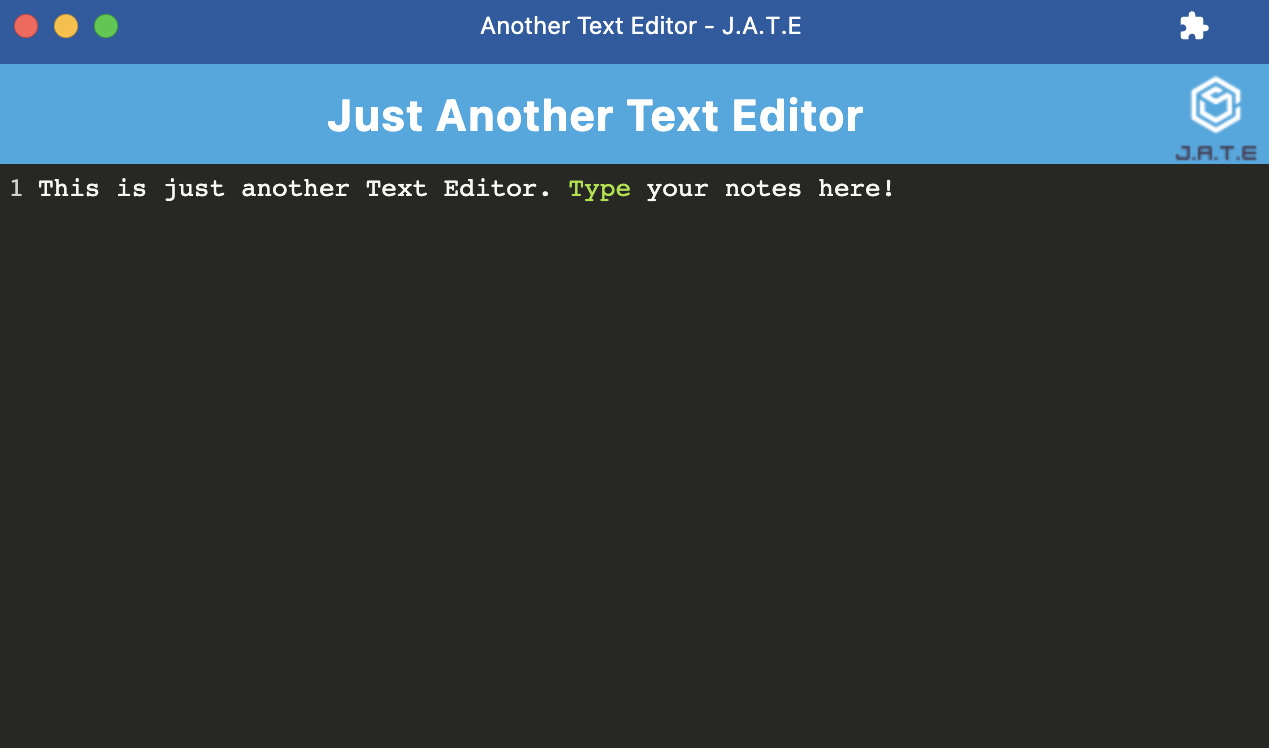 Another Text Editor - J.A.T.E
Just Another Text Editor
J.A.T.E
1 This is just another Text Editor. Type your notes here!